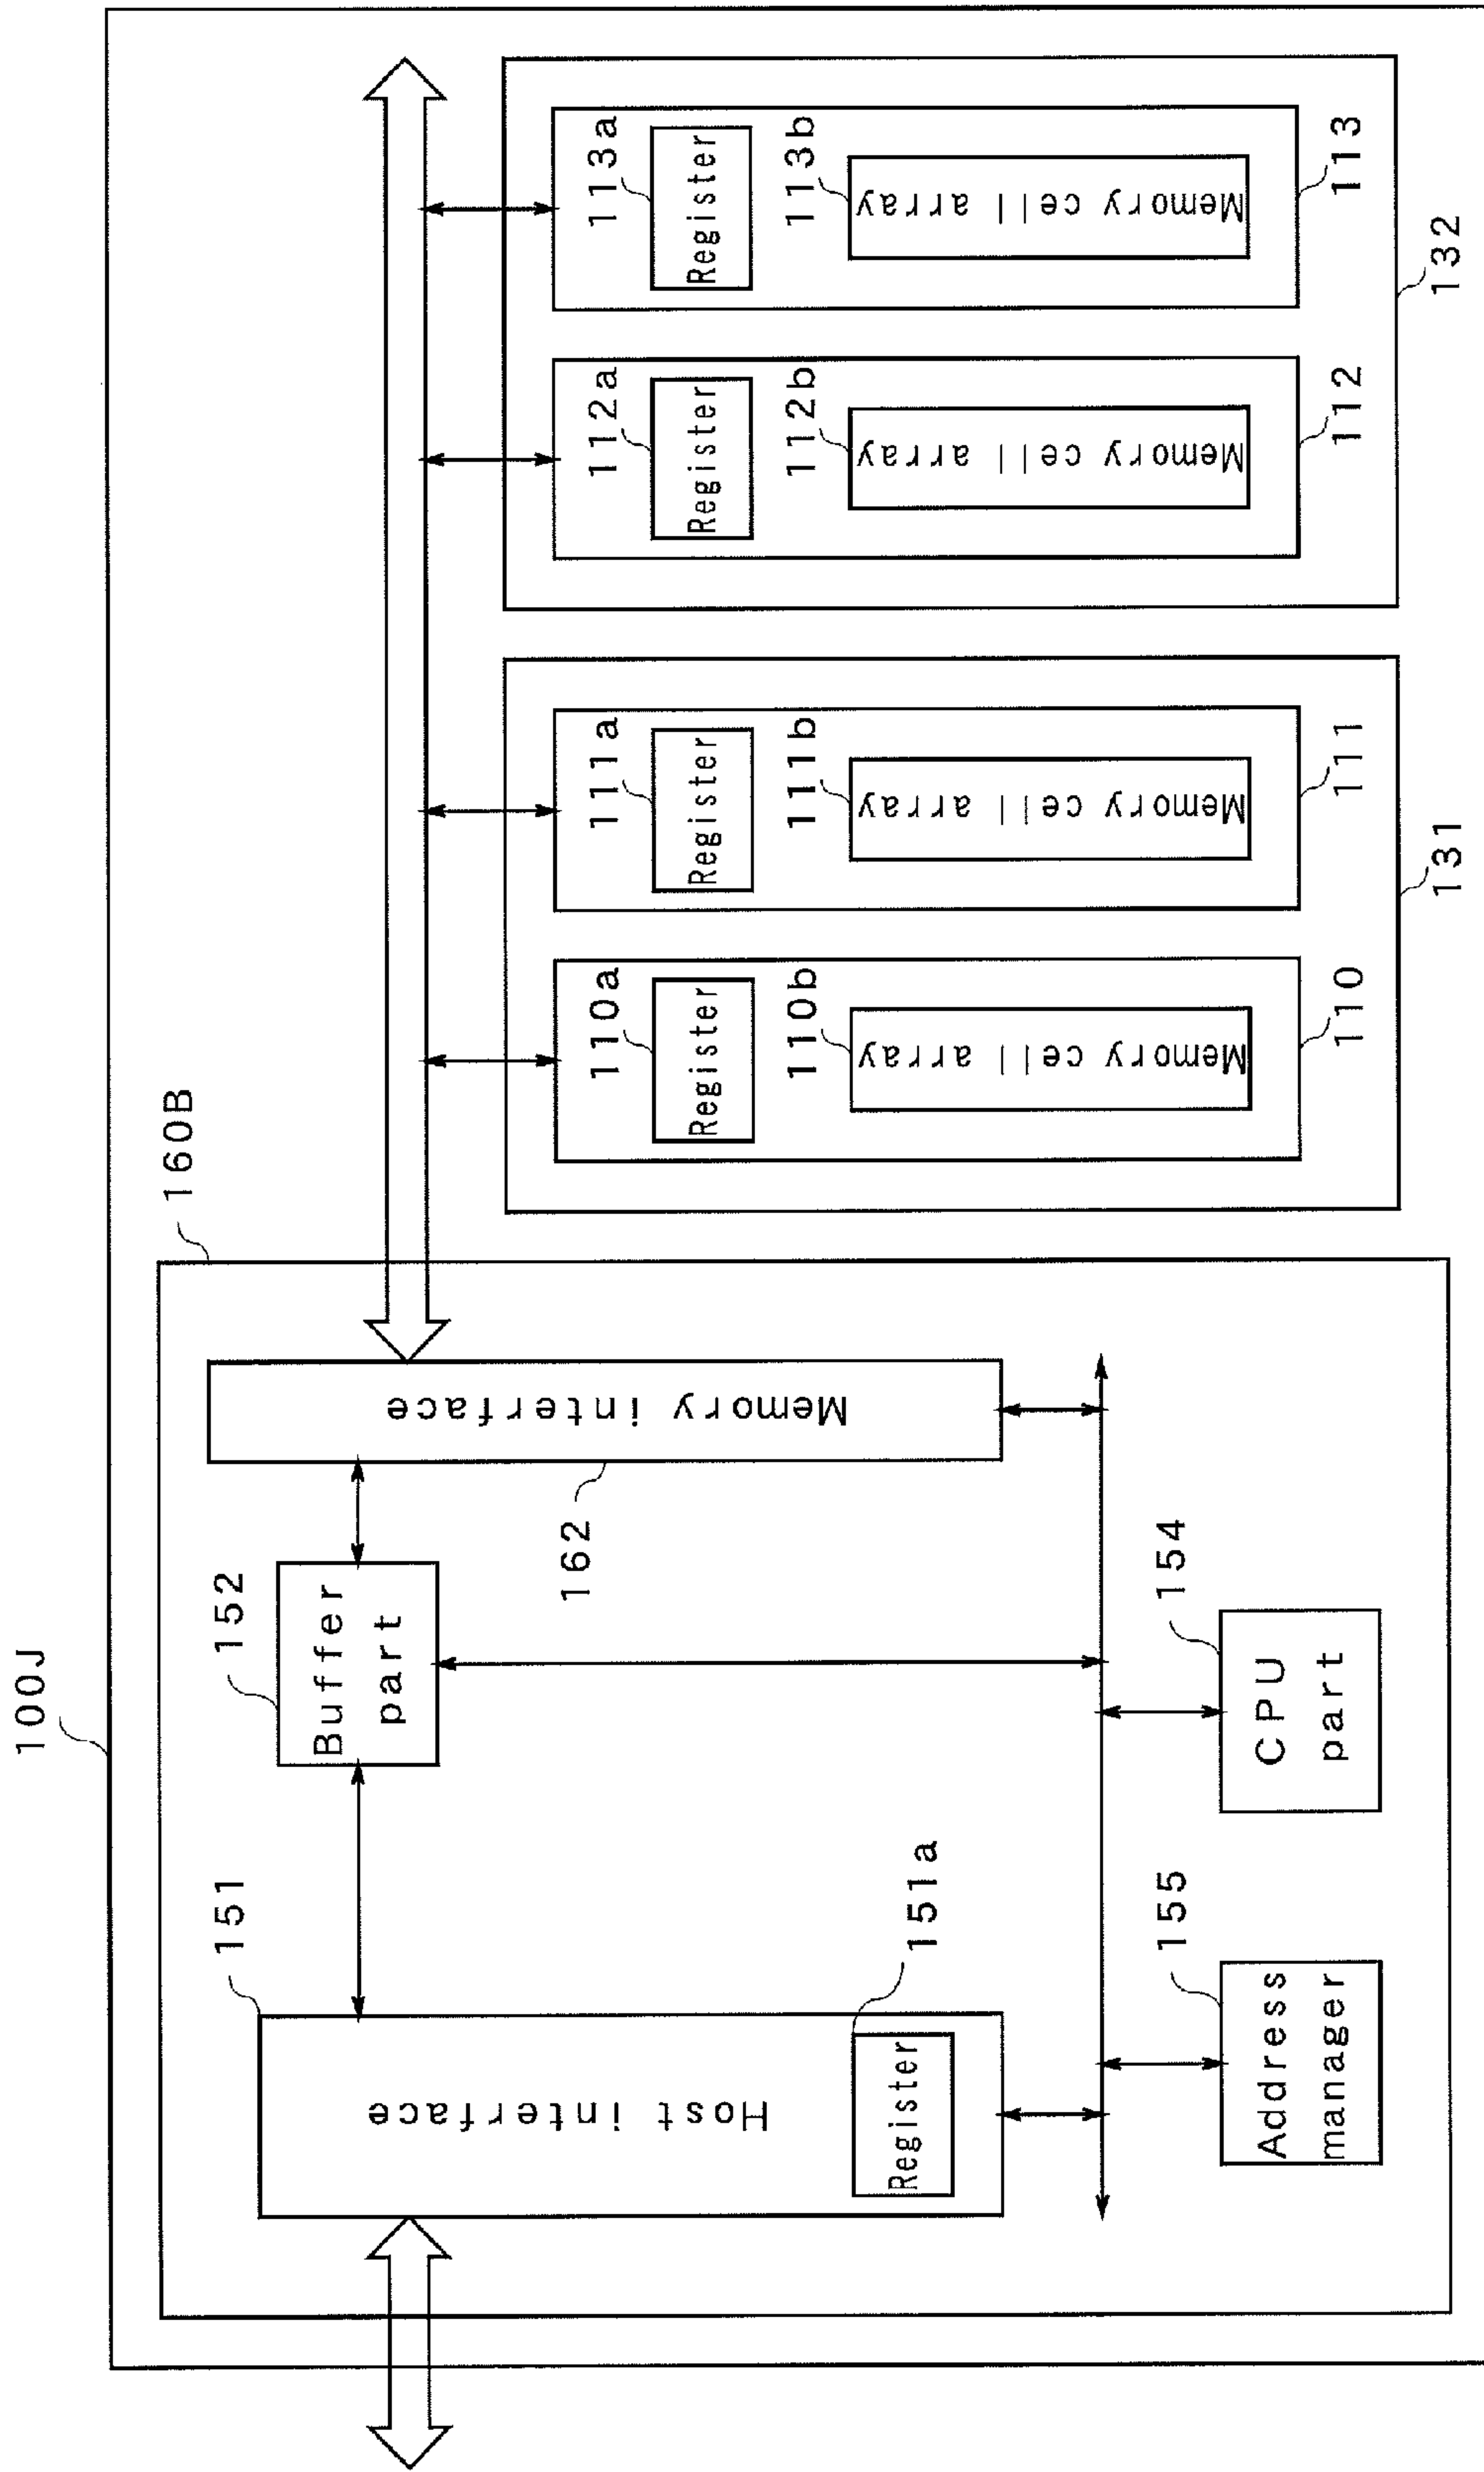 100J
160B
151
152
Host interface
Buffer
part
Memory interface
162
Register
151a
155
154
Address
manager
CPU
part
110a
111a
112a
113a
Register
Register
Register
Register
110b
111b
112b
113b
Memory cell array
Memory cell array
Memory cell array
Memory cell array
110
111
112
113
131
132